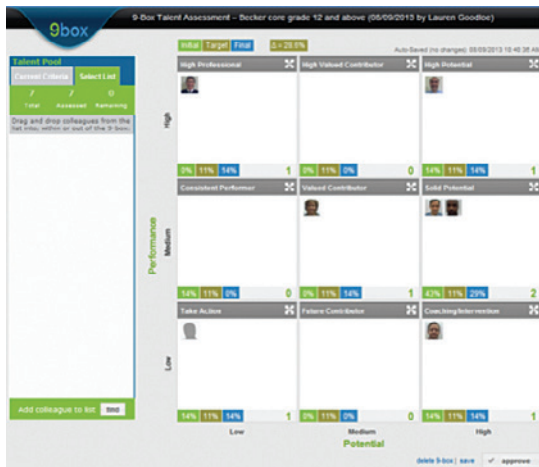 9box
9-Box Talent Assessment – Becker core grade 12 and above (08/09/2013 by Lauren Goodloe)
Initial Target Final Δ = 28.6%
Auto-Saved (no changes): 08/09/2013 10:40:35 AM
Talent Pool
Current Criteria Select List
7 7 0
Total Assessed Remaining
Drag and drop colleagues from the
list into, within or out of the 9-box.
Add colleague to list find
High Professional
0% 11% 14% 1
High Valued Contributor
0% 11% 0% 0
High Potential
14% 11% 14% 1
Consistent Performer
14% 11% 0% 0
Valued Contributor
0% 11% 14% 1
Solid Potential
43% 11% 29% 2
Take Action
14% 11% 14% 1
Future Contributor
0% 11% 0% 0
Coaching/Intervention
14% 11% 14% 1
Performance
High
Medium
Low
Low Medium High
Potential
delete 9-box | save ✓ approve